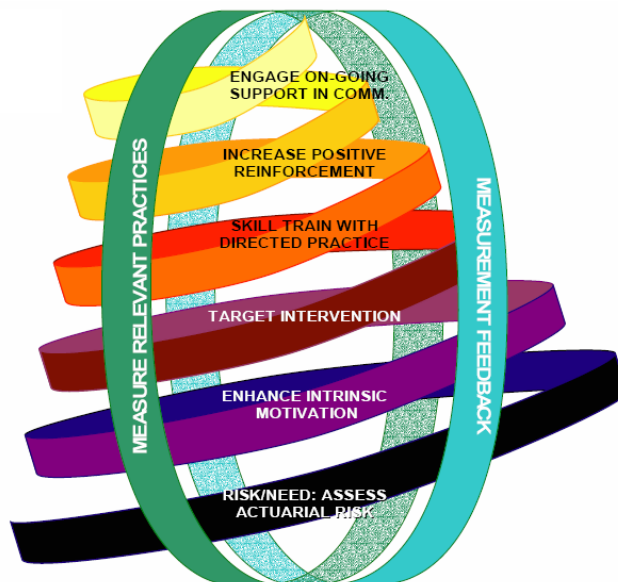 ENGAGE ON-GOING
SUPPORT IN COMM.
INCREASE POSITIVE
REINFORCEMENT
SKILL TRAIN WITH
DIRECTED PRACTICE
TARGET INTERVENTION
ENHANCE INTRINSIC
MOTIVATION
RISK/NEED: ASSESS
ACTUARIAL RISK
MEASURE RELEVANT PRACTICES
MEASUREMENT FEEDBACK